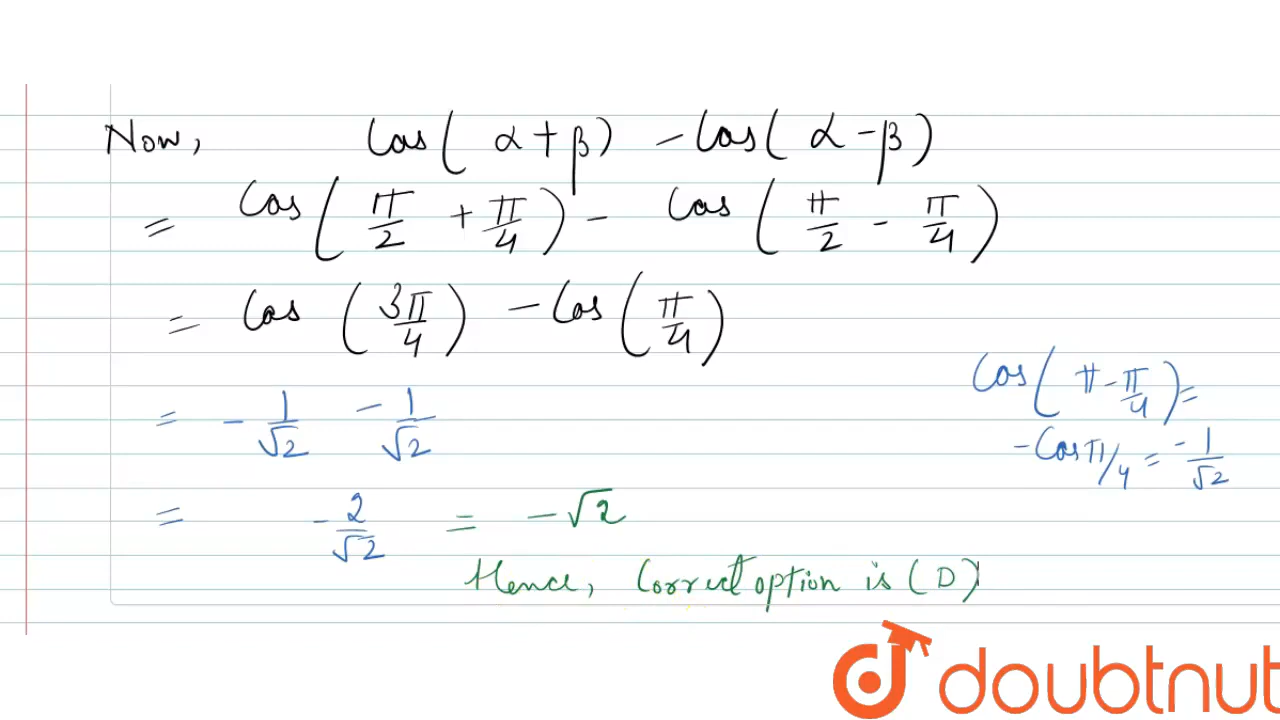 Now, Cos(α+β) -Cos(α-β)
= Cos(π/2 + π/4) - Cos(π/2 - π/4)
= Cos(3π/4) - Cos(π/4)
= -1/√2 - 1/√2
Cos(π-π/4) =
-Cosπ/4 = -1/√2
= -2/√2 = -√2
Hence, Correct option is (D)
doubtnut